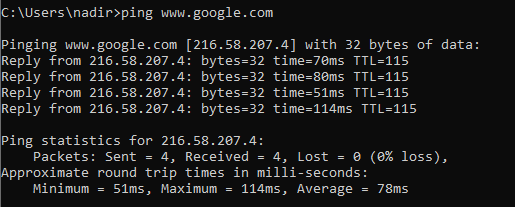 C:\Users\nadir>ping www.google.com
Pinging www.google.com [216.58.207.4] with 32 bytes of data:
Reply from 216.58.207.4: bytes=32 time=70ms TTL=115
Reply from 216.58.207.4: bytes=32 time=80ms TTL=115
Reply from 216.58.207.4: bytes=32 time=51ms TTL=115
Reply from 216.58.207.4: bytes=32 time=114ms TTL=115
Ping statistics for 216.58.207.4:
    Packets: Sent = 4, Received = 4, Lost = 0 (0% loss),
Approximate round trip times in milli-seconds:
    Minimum = 51ms, Maximum = 114ms, Average = 78ms